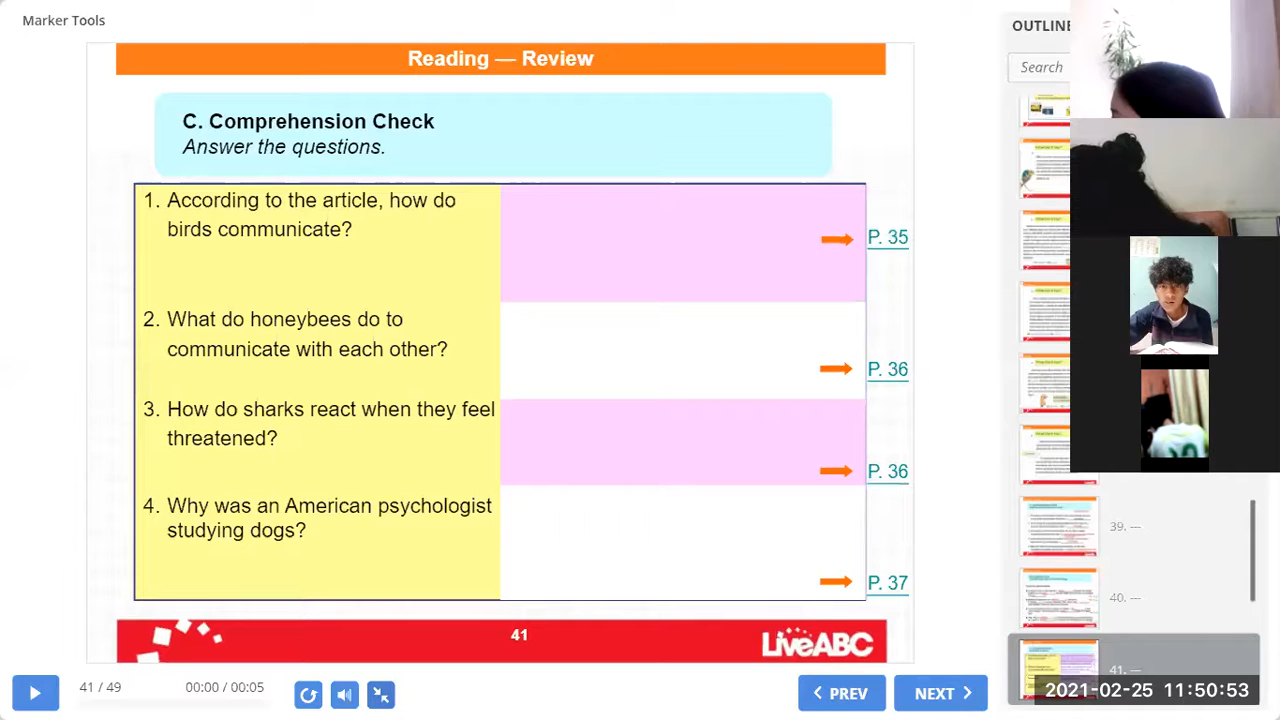 Marker Tools
OUTLINE
Search
Reading — Review
C. Comprehension Check
Answer the questions.
1. According to the article, how do
birds communicate?
P. 35
2. What do honeybees do to
communicate with each other?
P. 36
3. How do sharks react when they feel
threatened?
P. 36
4. Why was an American psychologist
studying dogs?
P. 37
41
LiveABC
39. ---
40. ---
41. ---
41 / 49
00:00 / 00:05
PREV
NEXT
2021-02-25 11:50:53